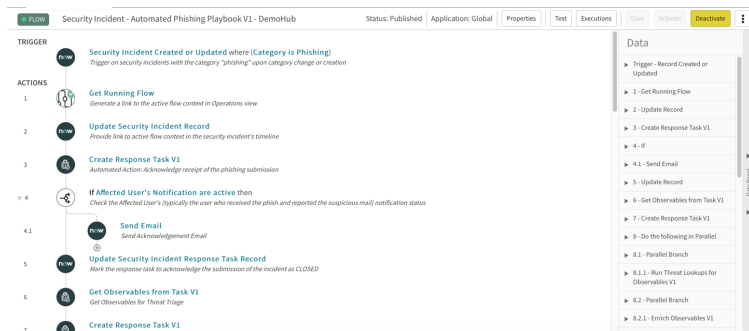 FLOW Security Incident - Automated Phishing Playbook V1 - DemoHub Status: Published Application: Global Properties Test Executions Save Activate Deactivate
TRIGGER
now
Security Incident Created or Updated where (Category is Phishing)
Trigger on security incidents with the category "phishing" upon category change or creation
ACTIONS
1
Get Running Flow
Generate a link to the active flow context in Operations view
2
now
Update Security Incident Record
Provide link to active flow context in the security incident's timeline
3
Create Response Task V1
Automated Action: Acknowledge receipt of the phishing submission
4
If Affected User's Notification are active then
Check the Affected User's (typically the user who received the phish and reported the suspicious mail) notification status
4.1
now
Send Email
Send Acknowledgement Email
5
now
Update Security Incident Response Task Record
Mark the response task to acknowledge the submission of the incident as CLOSED
6
Get Observables from Task V1
Get Observables for Threat Triage
7
Create Response Task V1
Data
Trigger - Record Created or
Updated
1 - Get Running Flow
2 - Update Record
3 - Create Response Task V1
4 - If
4.1 - Send Email
5 - Update Record
6 - Get Observables from Task V1
7 - Create Response Task V1
8 - Do the following in Parallel
8.1 - Parallel Branch
8.1.1 - Run Threat Lookups for
Observables V1
8.2 - Parallel Branch
8.2.1 - Enrich Observables V1